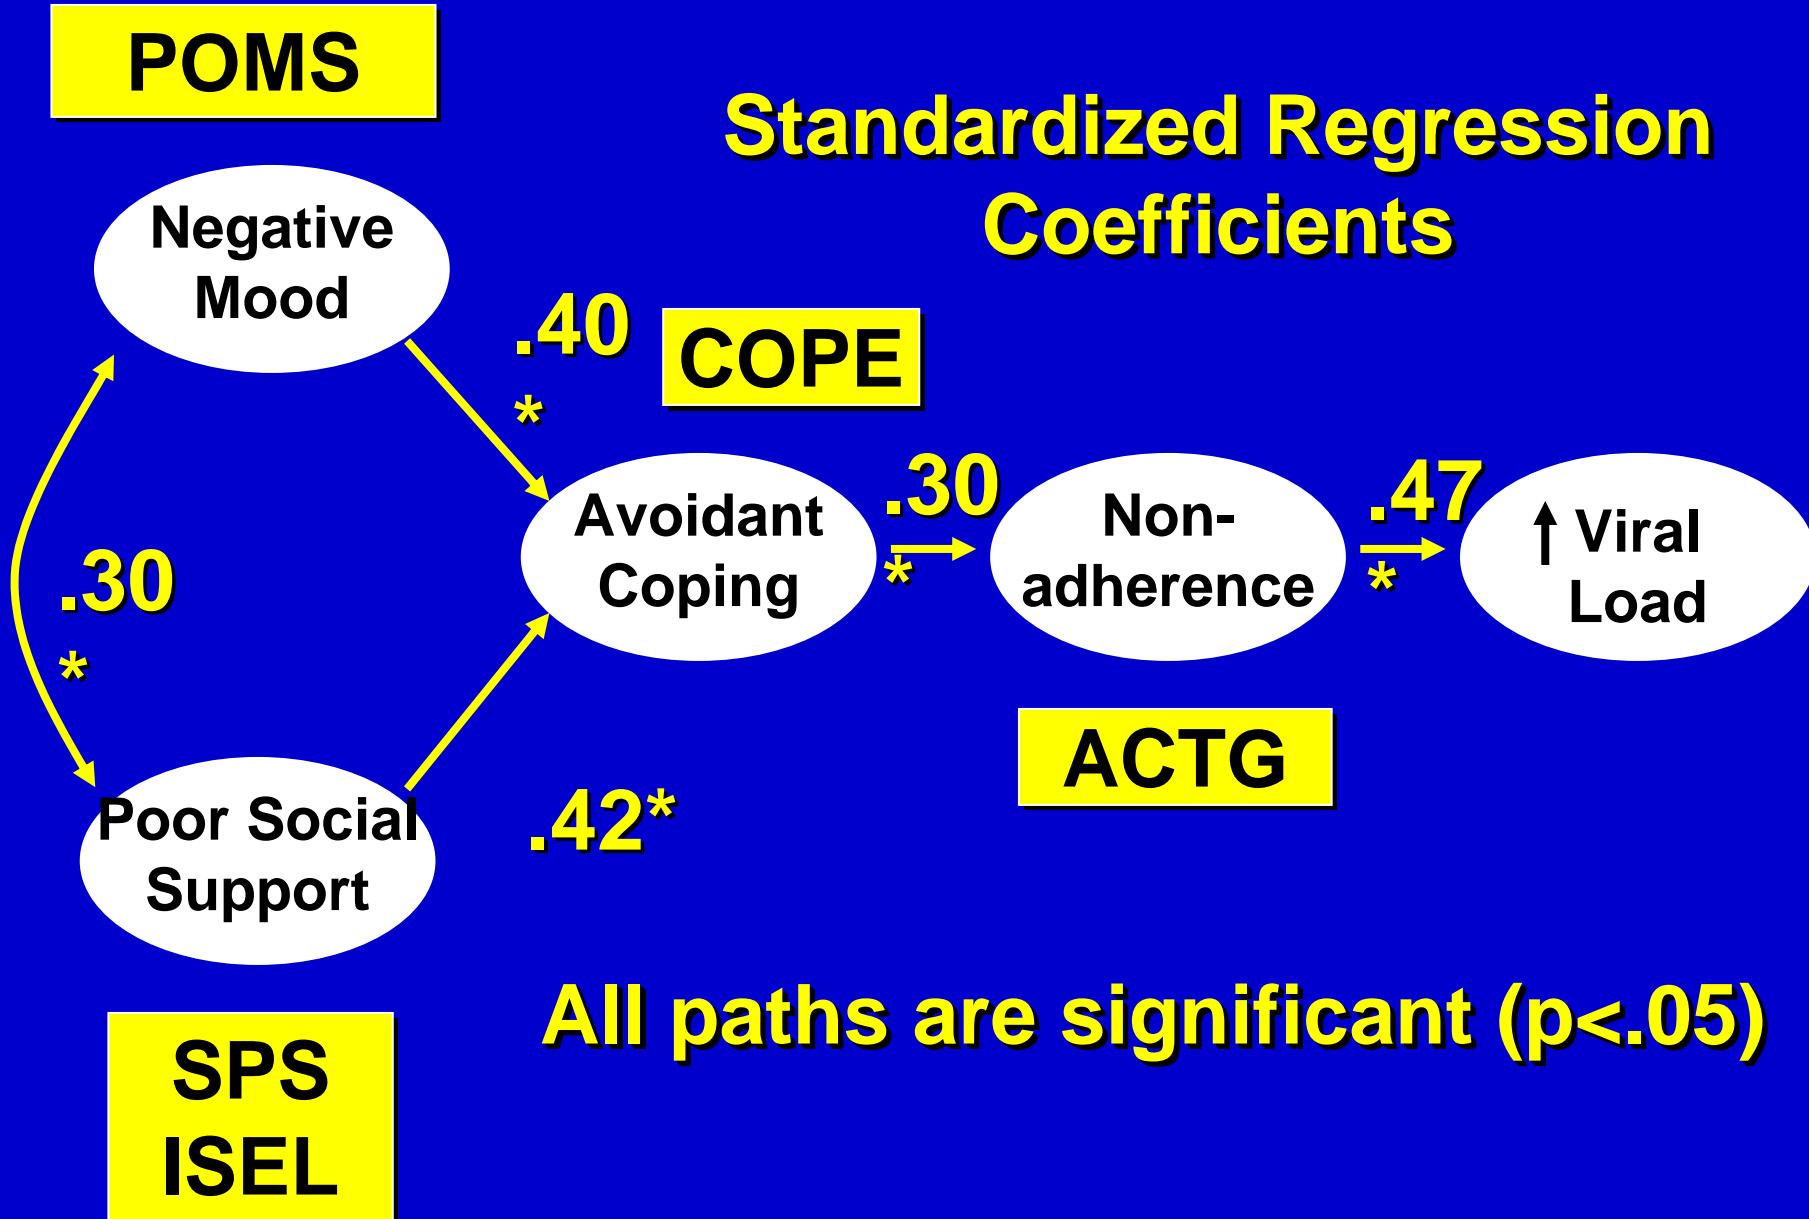 POMS
Standardized Regression
Coefficients
Negative
Mood
.40
*
COPE
.30
*
Avoidant
Coping
.30
*
Non-
adherence
.47
*
↑ Viral
Load
ACTG
Poor Social
Support
.42*
All paths are significant (p<.05)
SPS
ISEL